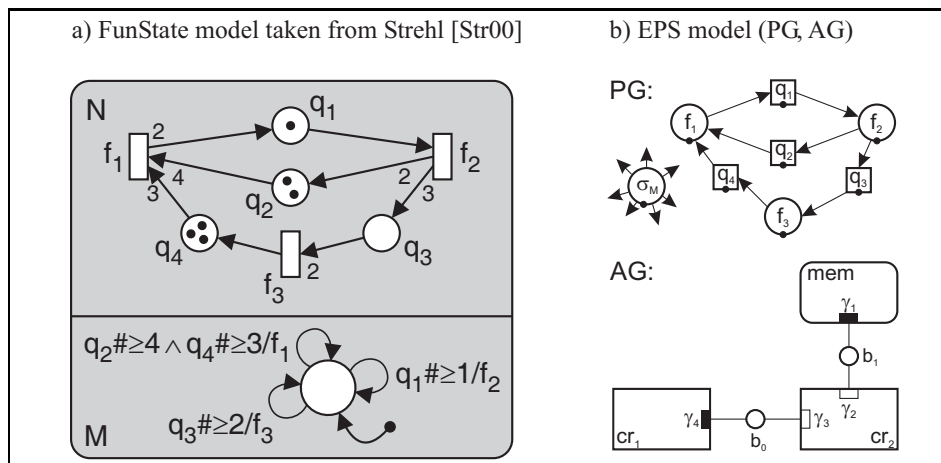 a) FunState model taken from Strehl [Str00]
N
q₁
2
f₁
4
3
q₂
2
3
f₂
q₄
f₃
2
q₃
q₂#≥4 ∧ q₄#≥3/f₁
q₁#≥1/f₂
q₃#≥2/f₃
M
b) EPS model (PG, AG)
PG:
q₁
f₁
f₂
q₂
q₄
q₃
σM
f₃
AG:
mem
γ₁
b₁
γ₂
γ₄
γ₃
cr₁
b₀
cr₂